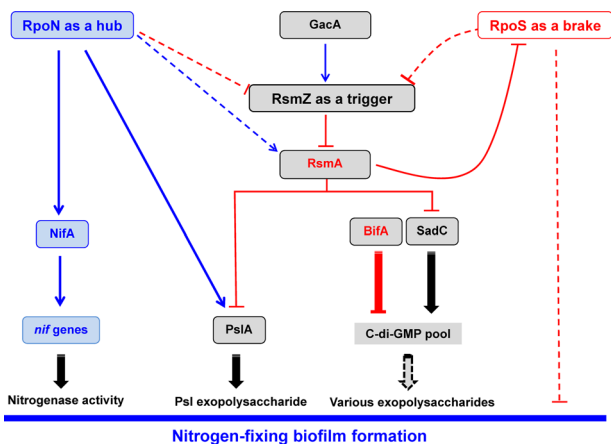 RpoN as a hub
GacA
RpoS as a brake
RsmZ as a trigger
RsmA
NifA
BifA
SadC
nif genes
PslA
C-di-GMP pool
Nitrogenase activity
Psl exopolysaccharide
Various exopolysaccharides
Nitrogen-fixing biofilm formation